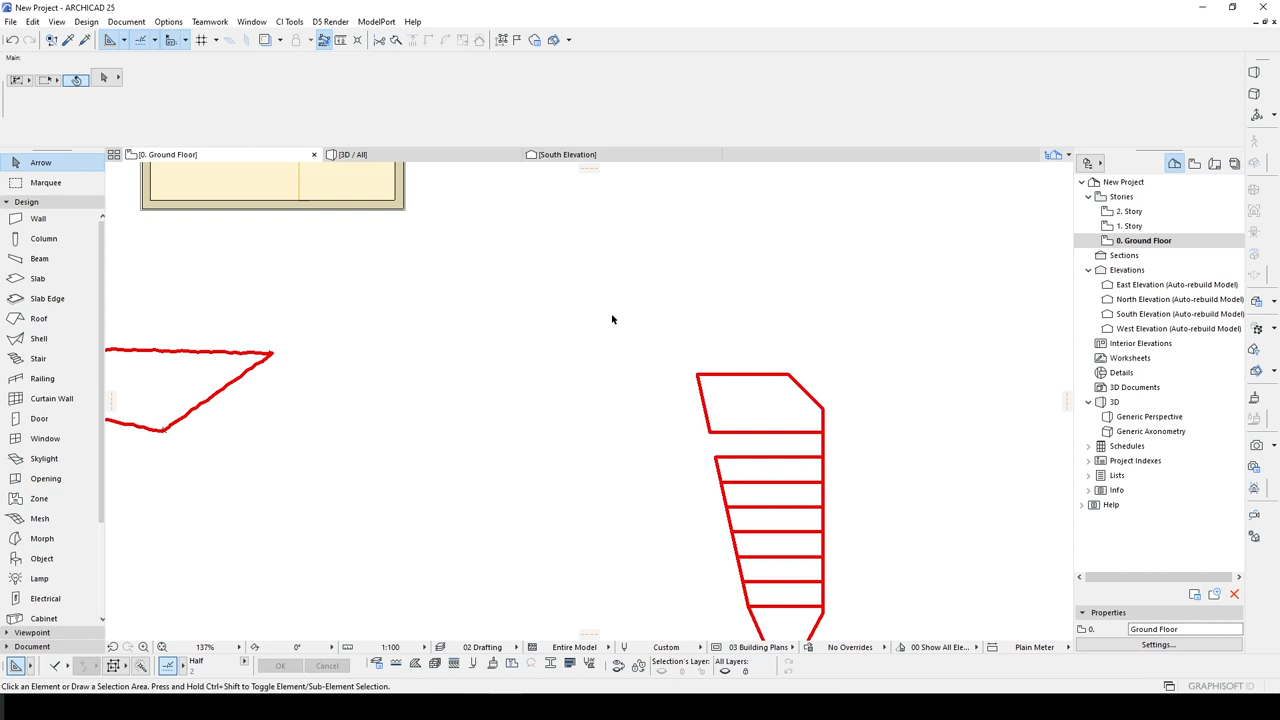 New Project - ARCHICAD 25
File Edit View Design Document Options Teamwork Window CI Tools D5 Render ModelPort Help
Main:
[0. Ground Floor] [3D / All] [South Elevation]
Arrow
Marquee
Design
Wall
Column
Beam
Slab
Slab Edge
Roof
Shell
Stair
Railing
Curtain Wall
Door
Window
Skylight
Opening
Zone
Mesh
Morph
Object
Lamp
Electrical
Cabinet
Viewpoint
Document
New Project
Stories
2. Story
1. Story
0. Ground Floor
Sections
Elevations
East Elevation (Auto-rebuild Model)
North Elevation (Auto-rebuild Model)
South Elevation (Auto-rebuild Model)
West Elevation (Auto-rebuild Model)
Interior Elevations
Worksheets
Details
3D Documents
3D
Generic Perspective
Generic Axonometry
Schedules
Project Indexes
Lists
Info
Help
Properties
0. Ground Floor
Settings...
137% 0° 1:100 02 Drafting Entire Model Custom 03 Building Plans No Overrides 00 Show All Ele... Plain Meter
Half
2
OK Cancel
Selection's Layer: All Layers:
Click an Element or Draw a Selection Area. Press and Hold Ctrl+Shift to Toggle Element/Sub-Element Selection.
GRAPHISOFT ID